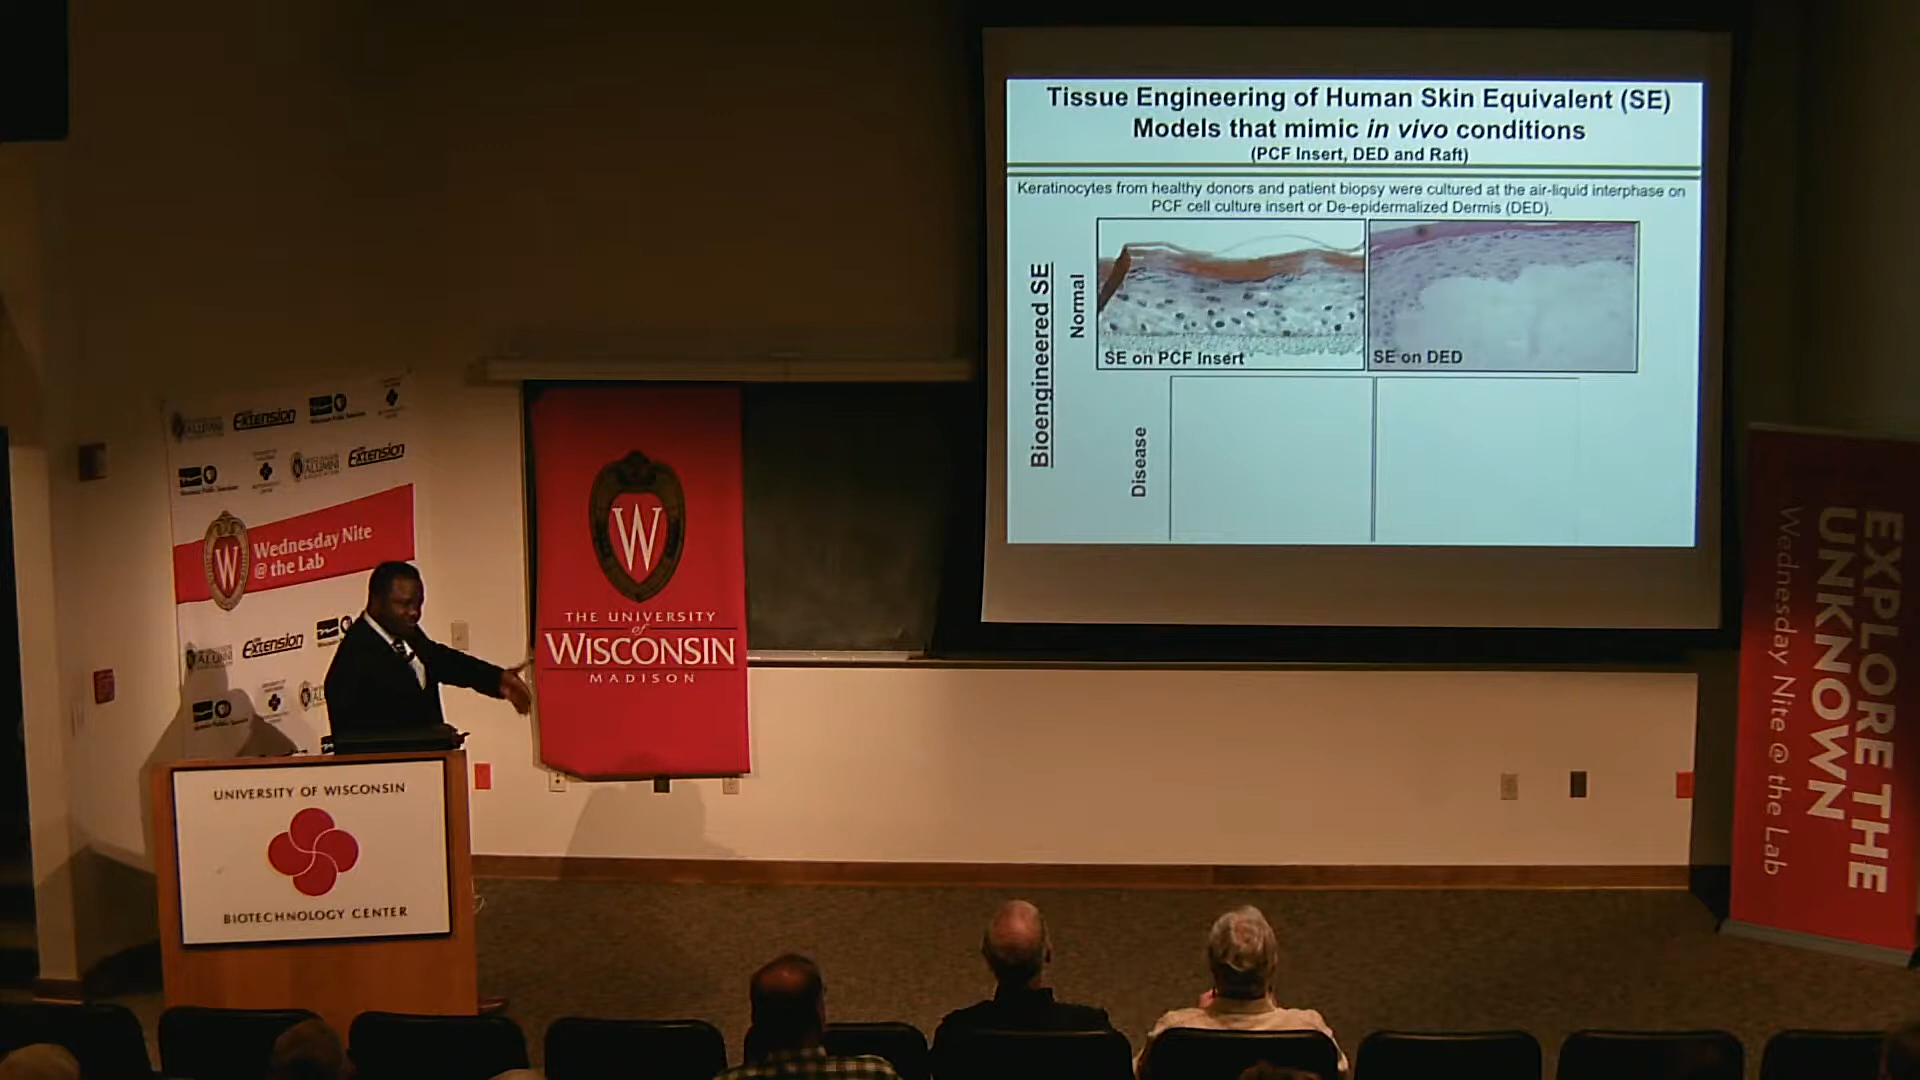 Tissue Engineering of Human Skin Equivalent (SE)
Models that mimic in vivo conditions
(PCF Insert, DED and Raft)
Keratinocytes from healthy donors and patient biopsy were cultured at the air-liquid interphase on
PCF cell culture insert or De-epidermalized Dermis (DED).
Bioengineered SE
Normal
SE on PCF Insert
SE on DED
Disease
ALUMNI
Extension
ALUMNI
Extension
W
Wednesday Nite
@ the Lab
ALUMNI
Extension
W
THE UNIVERSITY
of
WISCONSIN
MADISON
UNIVERSITY OF WISCONSIN
BIOTECHNOLOGY CENTER
EXPLORE THE
UNKNOWN
Wednesday Nite @ the Lab